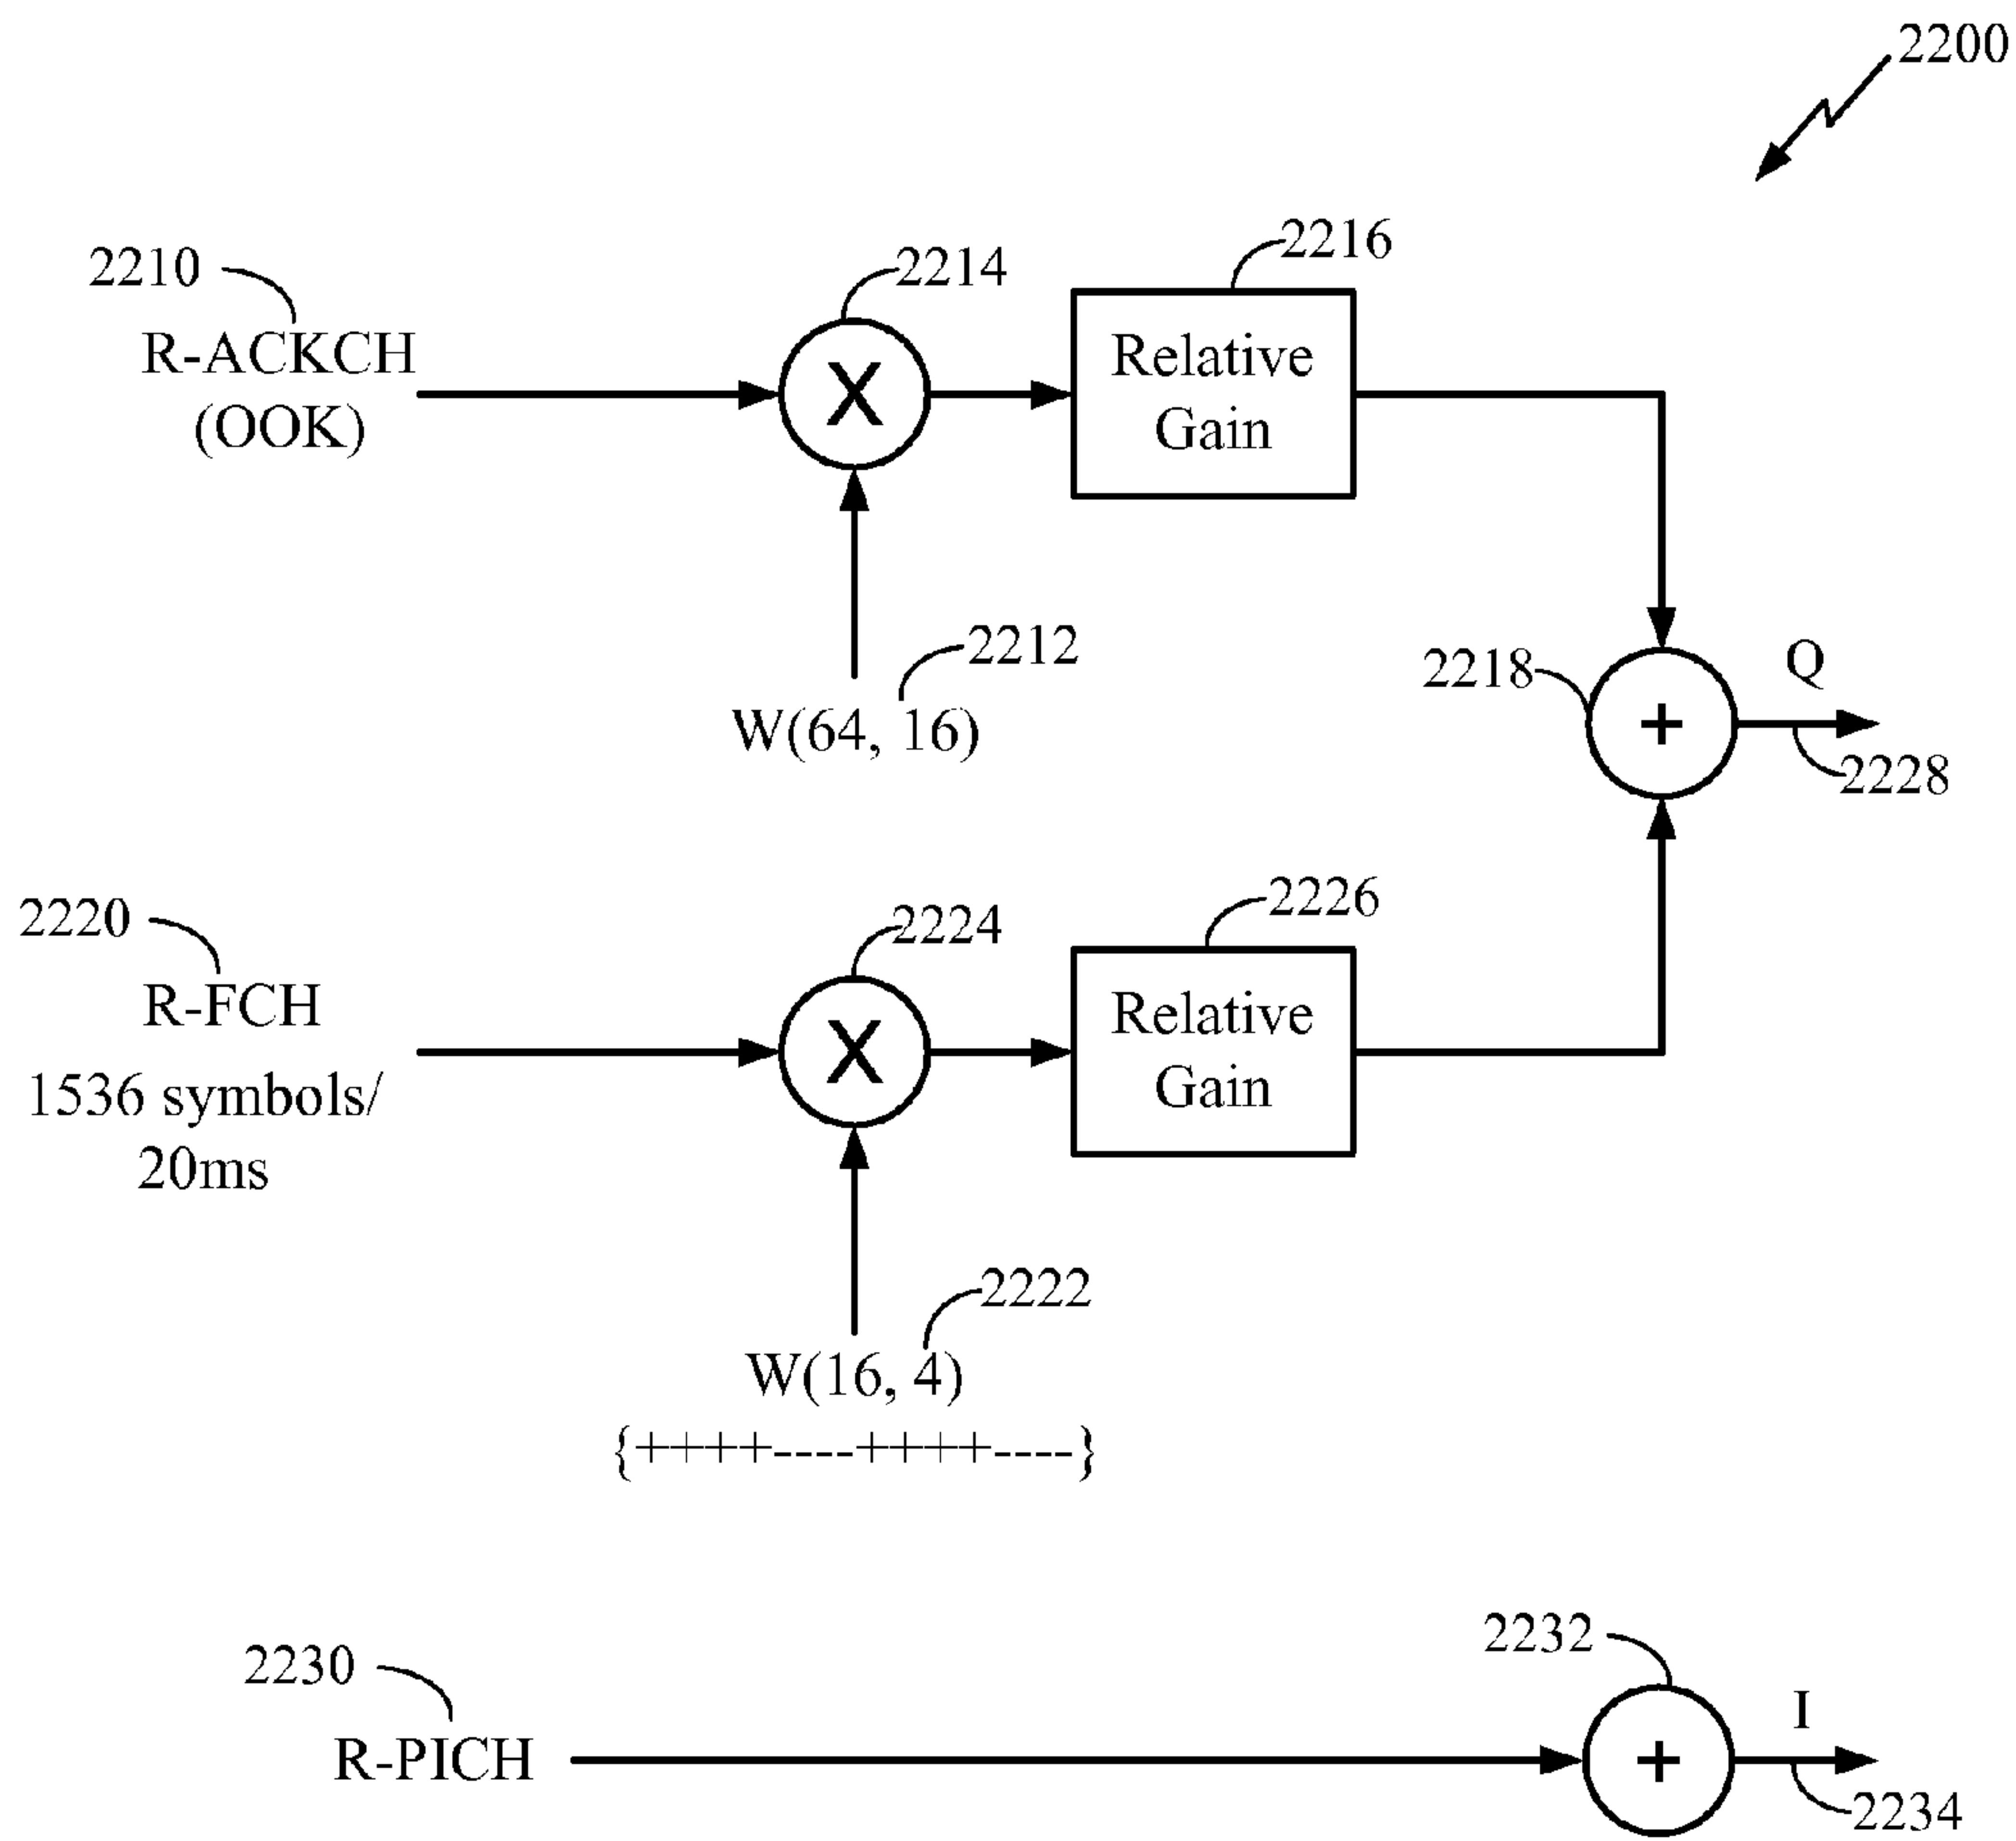 2200
2210
R-ACKCH
(OOK)
2214
X
2216
Relative
Gain
2212
W(64, 16)
2218
+
Q
2228
2220
R-FCH
1536 symbols/
20ms
2224
X
2226
Relative
Gain
2222
W(16, 4)
{++++----++++----}
2230
R-PICH
2232
+
I
2234